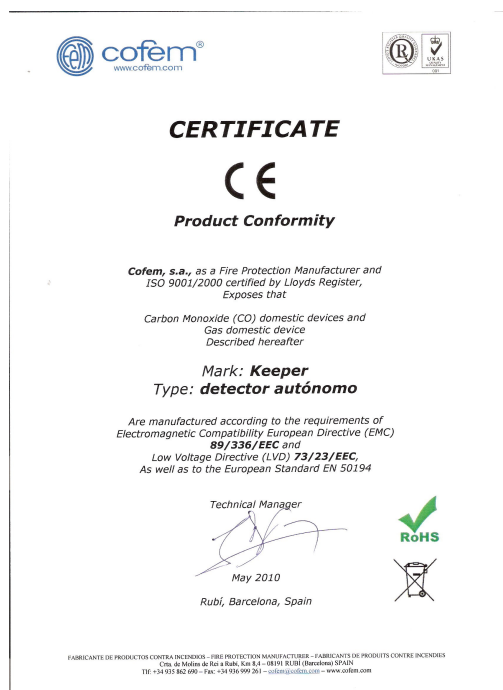 cofem®
www.cofem.com
UKAS
QUALITY
MANAGEMENT
001
CERTIFICATE
CE
Product Conformity
Cofem, s.a., as a Fire Protection Manufacturer and
ISO 9001/2000 certified by Lloyds Register,
Exposes that
Carbon Monoxide (CO) domestic devices and
Gas domestic device
Described hereafter
Mark: Keeper
Type: detector autónomo
Are manufactured according to the requirements of
Electromagnetic Compatibility European Directive (EMC)
89/336/EEC and
Low Voltage Directive (LVD) 73/23/EEC,
As well as to the European Standard EN 50194
Technical Manager
May 2010
Rubí, Barcelona, Spain
RoHS
FABRICANTE DE PRODUCTOS CONTRA INCENDIOS – FIRE PROTECTION MANUFACTURER – FABRICANTS DE PRODUITS CONTRE INCENDIES
Crta. de Molins de Rei a Rubí, Km 8,4 – 08191 RUBÍ (Barcelona) SPAIN
Tlf: +34 935 862 690 – Fax: +34 936 999 261 – cofem@cofem.com – www.cofem.com